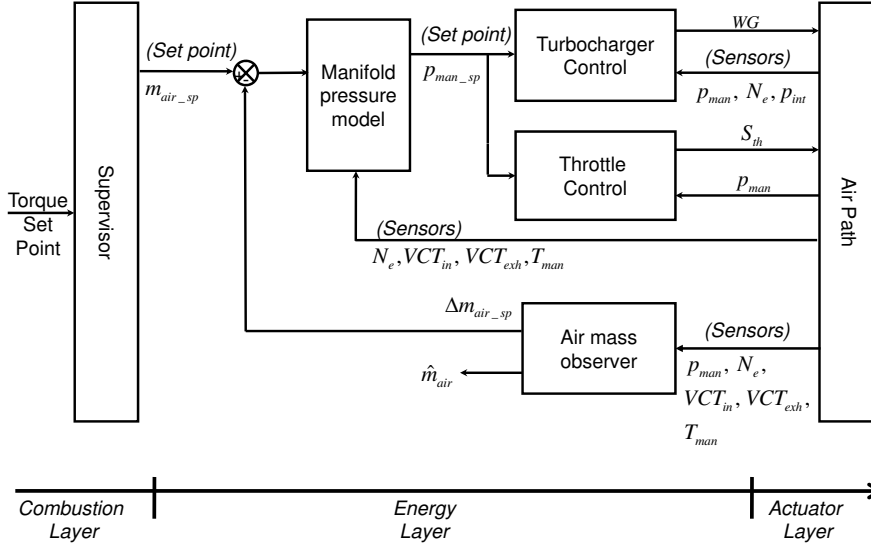 (Set point)
m_air_sp
+
-
Manifold
pressure
model
(Set point)
p_man_sp
Turbocharger
Control
WG
(Sensors)
p_man, N_e, p_int
Throttle
Control
S_th
p_man
Torque
Set
Point
Supervisor
Air Path
(Sensors)
N_e, VCT_in, VCT_exh, T_man
Δm_air_sp
m̂_air
Air mass
observer
(Sensors)
p_man, N_e,
VCT_in, VCT_exh,
T_man
Combustion
Layer
Energy
Layer
Actuator
Layer